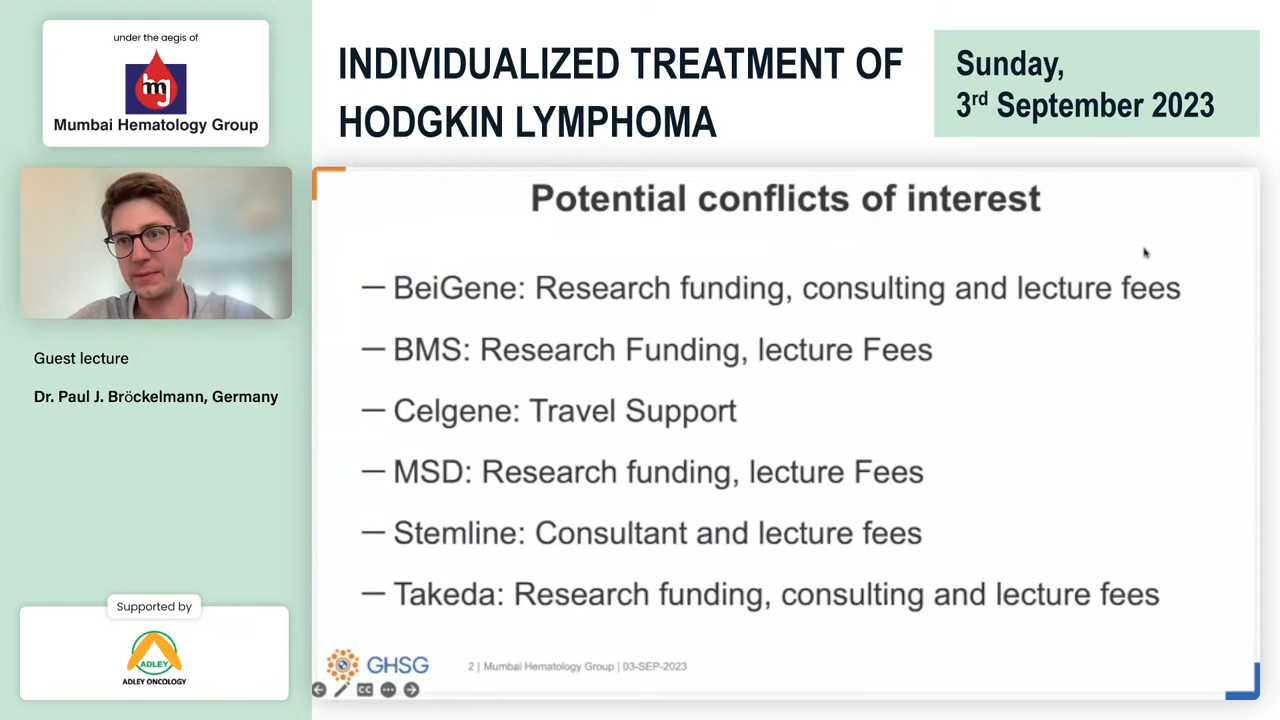 under the aegis of
hmg
Mumbai Hematology Group
INDIVIDUALIZED TREATMENT OF
HODGKIN LYMPHOMA
Sunday,
3rd September 2023
Guest lecture
Dr. Paul J. Bröckelmann, Germany
Potential conflicts of interest
— BeiGene: Research funding, consulting and lecture fees
— BMS: Research Funding, lecture Fees
— Celgene: Travel Support
— MSD: Research funding, lecture Fees
— Stemline: Consultant and lecture fees
— Takeda: Research funding, consulting and lecture fees
GHSG
2 | Mumbai Hematology Group | 03-SEP-2023
CC
Supported by
ADLEY
ADLEY ONCOLOGY